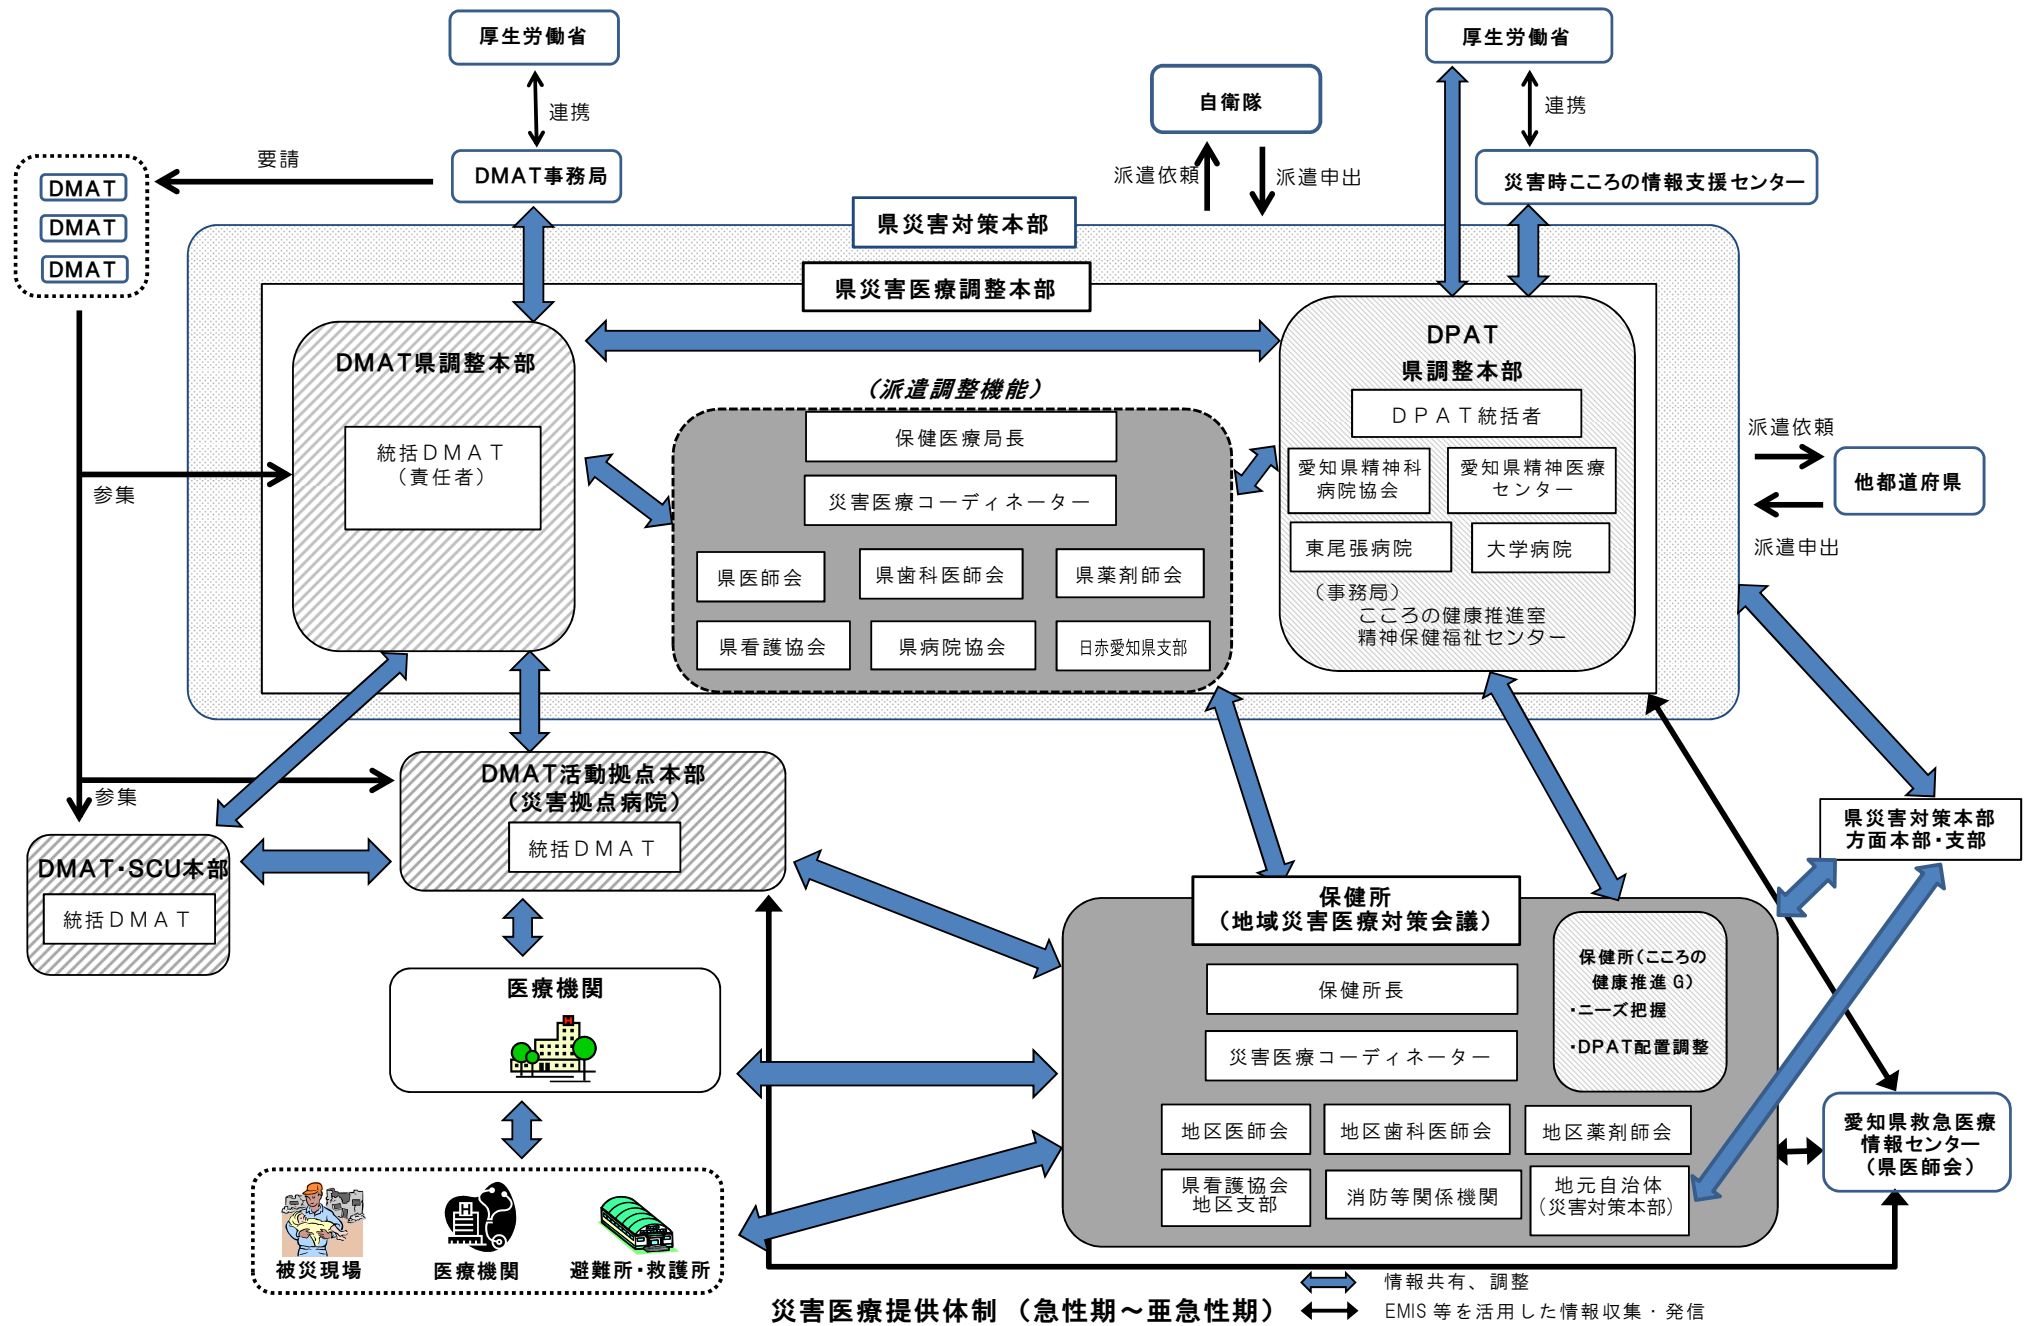 厚生労働省
厚生労働省
自衛隊
連携
連携
要請
DMAT事務局
派遣依頼
派遣申出
災害時こころの情報支援センター
DMAT
DMAT
DMAT
県災害対策本部
県災害医療調整本部
DMAT県調整本部
統括ＤＭＡＴ
（責任者）
（派遣調整機能）
保健医療局長
災害医療コーディネーター
県医師会
県歯科医師会
県薬剤師会
県看護協会
県病院協会
日赤愛知県支部
DPAT
県調整本部
ＤＰＡＴ統括者
愛知県精神科
病院協会
愛知県精神医療
センター
東尾張病院
大学病院
（事務局）
こころの健康推進室
精神保健福祉センター
派遣依頼
他都道府県
派遣申出
参集
参集
DMAT活動拠点本部
（災害拠点病院）
統括ＤＭＡＴ
DMAT・SCU本部
統括ＤＭＡＴ
県災害対策本部
方面本部・支部
医療機関
保健所
（地域災害医療対策会議）
保健所長
災害医療コーディネーター
保健所（こころの
健康推進Ｇ）
・ニーズ把握
・DPAT配置調整
地区医師会
地区歯科医師会
地区薬剤師会
県看護協会
地区支部
消防等関係機関
地元自治体
（災害対策本部）
愛知県救急医療
情報センター
（県医師会）
被災現場
医療機関
避難所・救護所
災害医療提供体制 （急性期～亜急性期）
情報共有、調整
EMIS等を活用した情報収集・発信